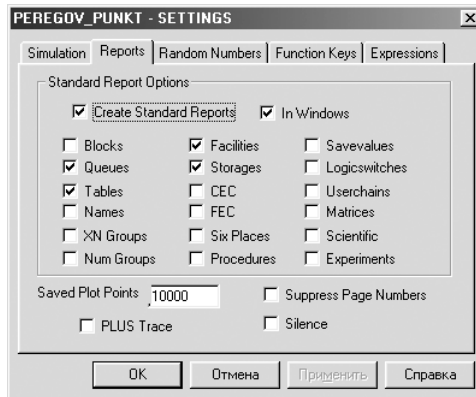 PEREGOV_PUNKT - SETTINGS
Simulation Reports Random Numbers Function Keys Expressions
Standard Report Options
Create Standard Reports In Windows
Blocks Facilities Savevalues
Queues Storages Logicswitches
Tables CEC Userchains
Names FEC Matrices
XN Groups Six Places Scientific
Num Groups Procedures Experiments
Saved Plot Points 10000 Suppress Page Numbers
PLUS Trace Silence
OK Отмена Применить Справка